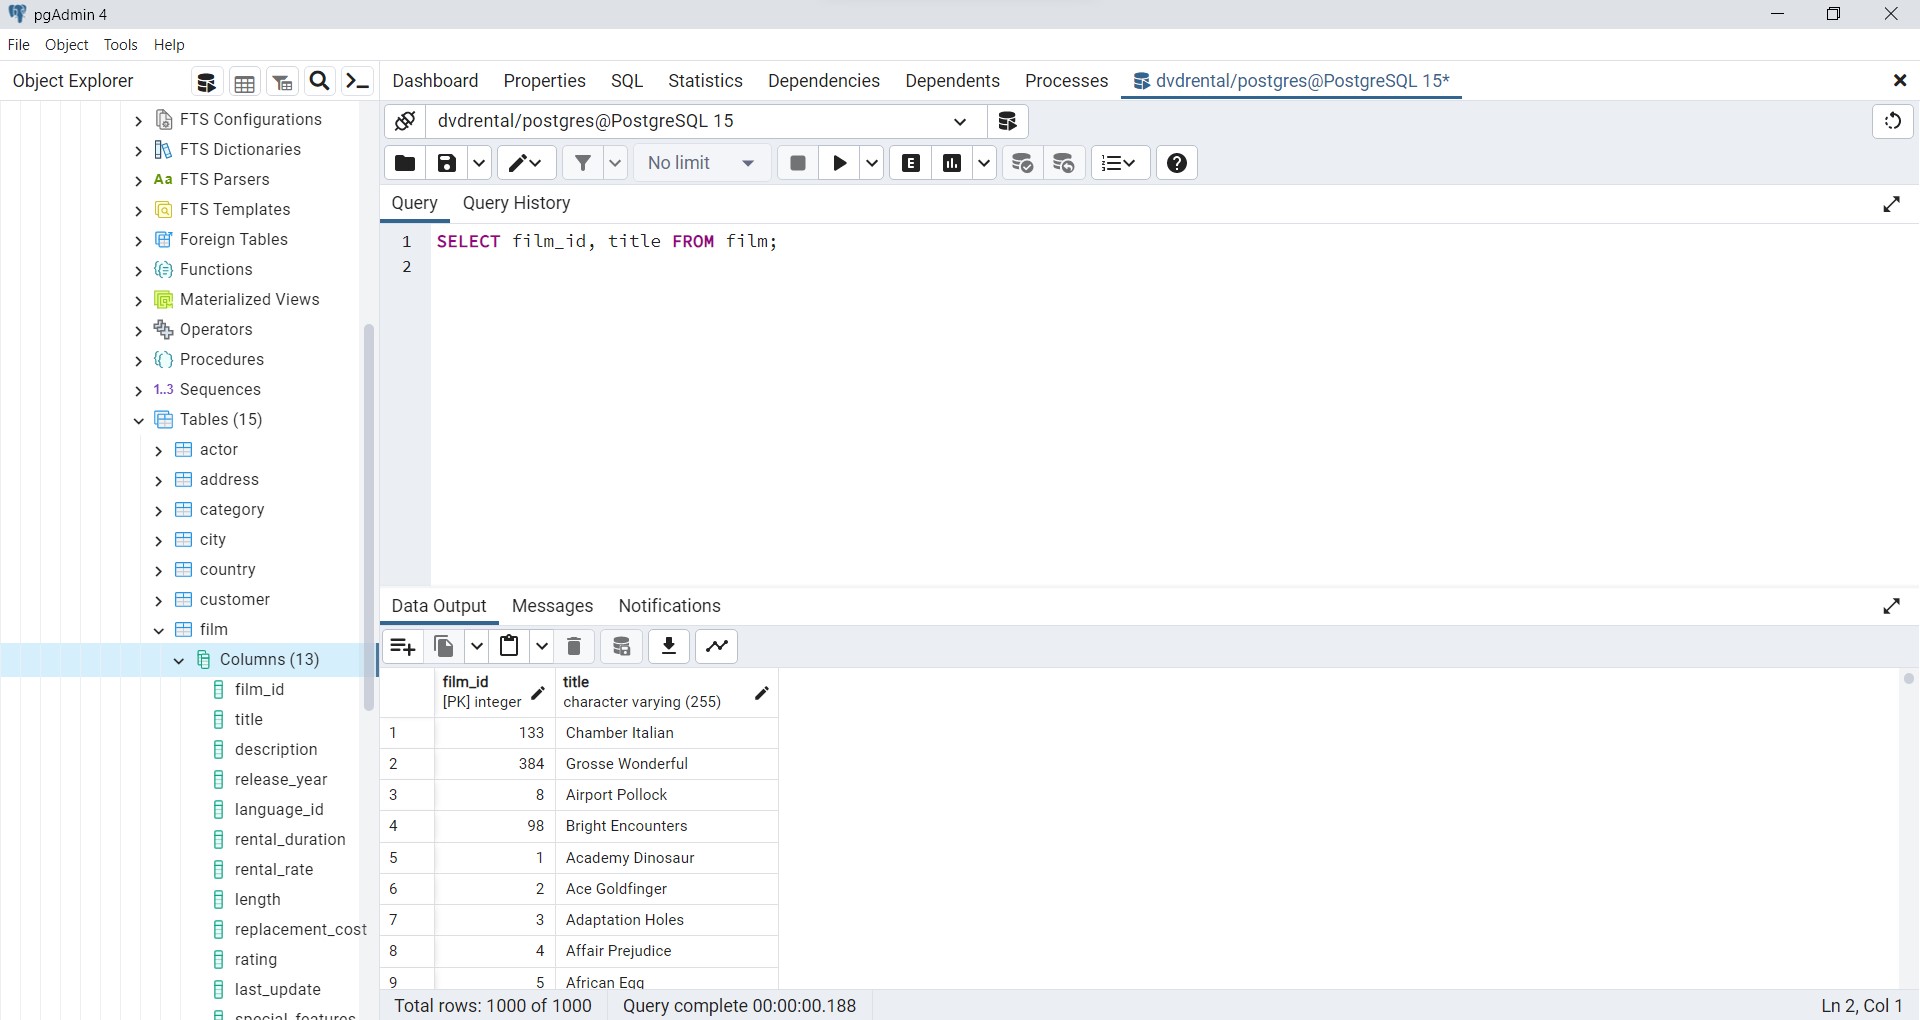 pgAdmin 4
File Object Tools Help
Object Explorer
Dashboard Properties SQL Statistics Dependencies Dependents Processes dvdrental/postgres@PostgreSQL 15*
FTS Configurations
FTS Dictionaries
Aa FTS Parsers
FTS Templates
Foreign Tables
Functions
Materialized Views
Operators
Procedures
1..3 Sequences
Tables (15)
actor
address
category
city
country
customer
film
Columns (13)
film_id
title
description
release_year
language_id
rental_duration
rental_rate
length
replacement_cost
rating
last_update
special_features
dvdrental/postgres@PostgreSQL 15
No limit E
Query Query History
1 SELECT film_id, title FROM film;
2
Data Output Messages Notifications
film_id title
[PK] integer character varying (255)
1 133 Chamber Italian
2 384 Grosse Wonderful
3 8 Airport Pollock
4 98 Bright Encounters
5 1 Academy Dinosaur
6 2 Ace Goldfinger
7 3 Adaptation Holes
8 4 Affair Prejudice
9 5 African Egg
Total rows: 1000 of 1000 Query complete 00:00:00.188 Ln 2, Col 1